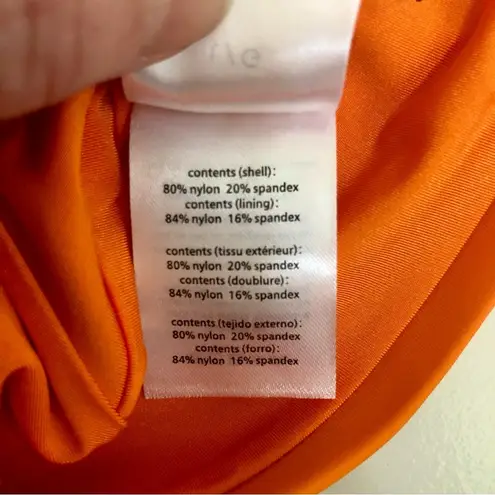 contents (shell):
80% nylon 20% spandex
contents (lining):
84% nylon 16% spandex
contents (tissu extérieur):
80% nylon 20% spandex
contents (doublure):
84% nylon 16% spandex
contents (tejido externo):
80% nylon 20% spandex
contents (forro):
84% nylon 16% spandex